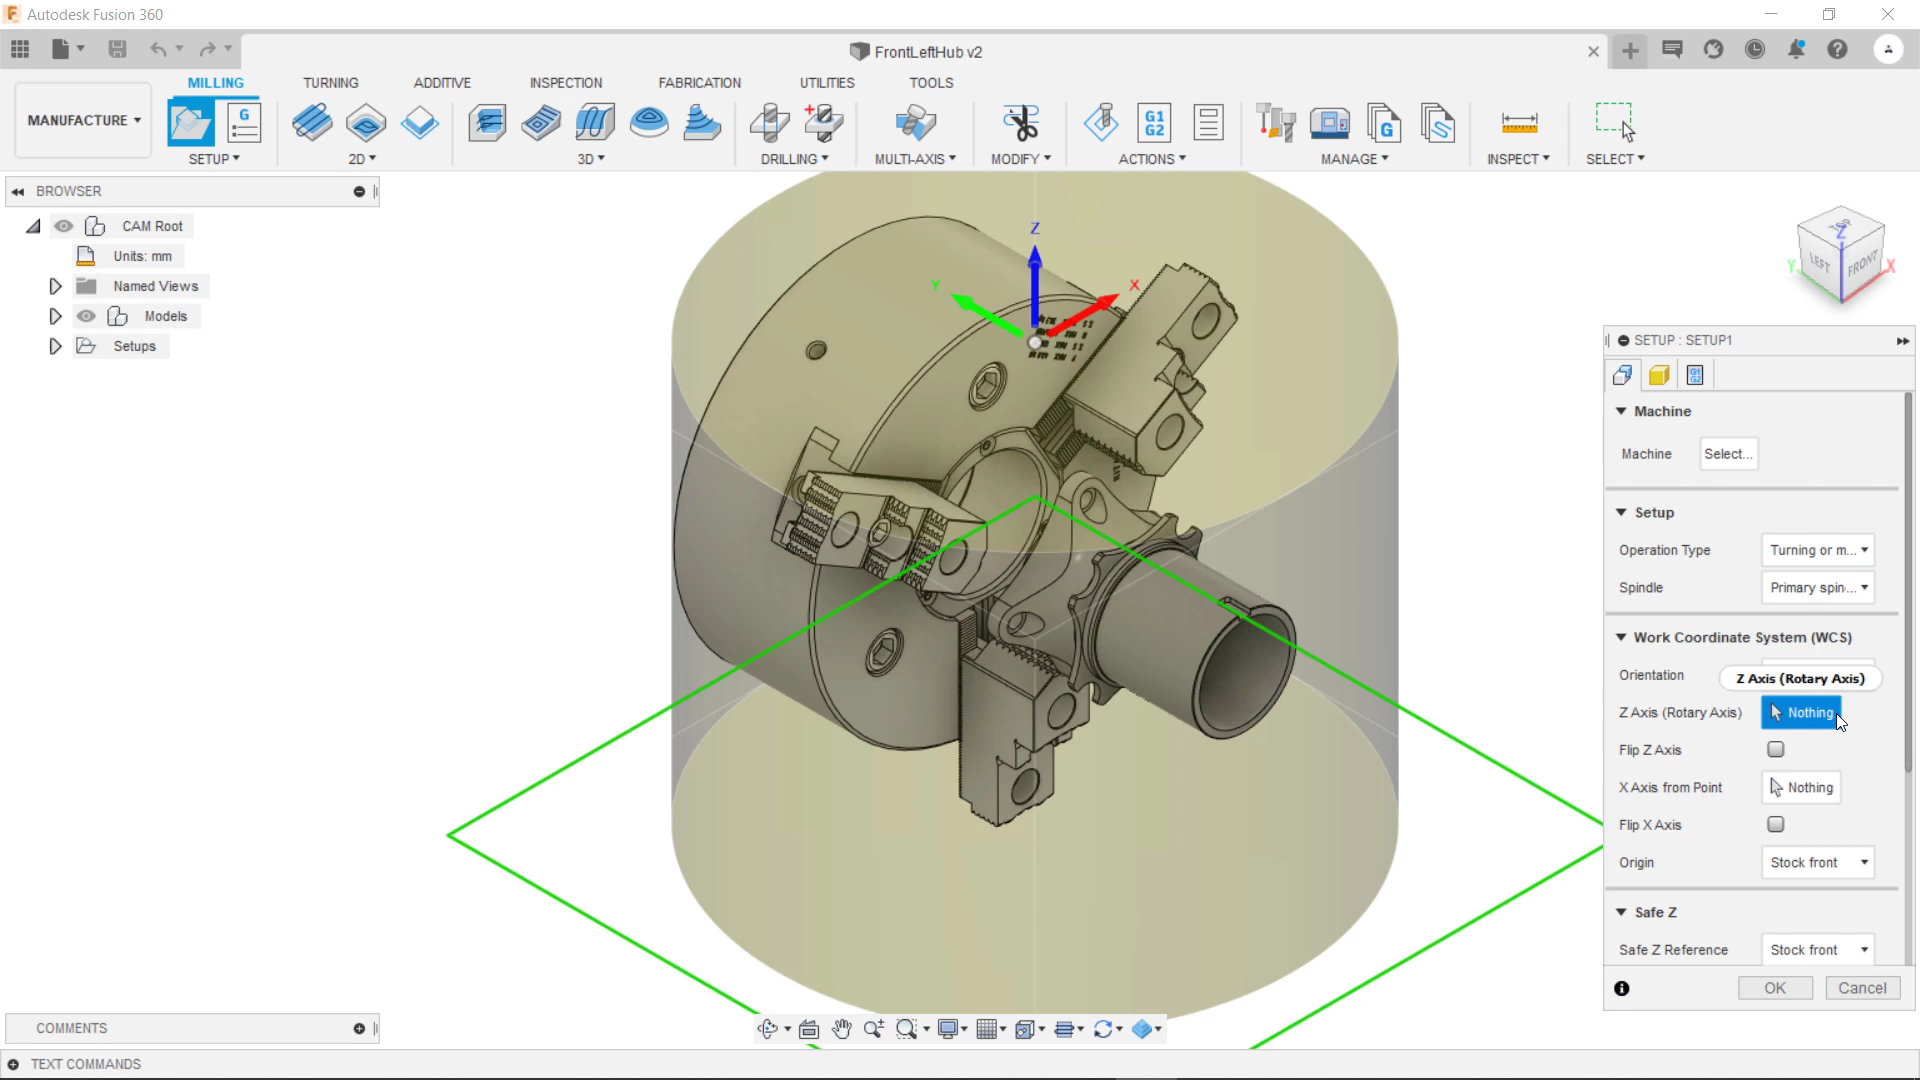 Autodesk Fusion 360
FrontLeftHub v2
MILLING TURNING ADDITIVE INSPECTION FABRICATION UTILITIES TOOLS
MANUFACTURE
G G1 G2 G
SETUP 2D 3D DRILLING MULTI-AXIS MODIFY ACTIONS MANAGE INSPECT SELECT
BROWSER
CAM Root
Units: mm
Named Views
Models
Setups
Z
Y
X
Z
LEFT FRONT
Y X
SETUP : SETUP1
Machine
Machine Select...
Setup
Operation Type Turning or m...
Spindle Primary spin...
Work Coordinate System (WCS)
Orientation
Z Axis (Rotary Axis)
Z Axis (Rotary Axis) Nothing
Flip Z Axis
X Axis from Point Nothing
Flip X Axis
Origin Stock front
Safe Z
Safe Z Reference Stock front
OK Cancel
COMMENTS
TEXT COMMANDS